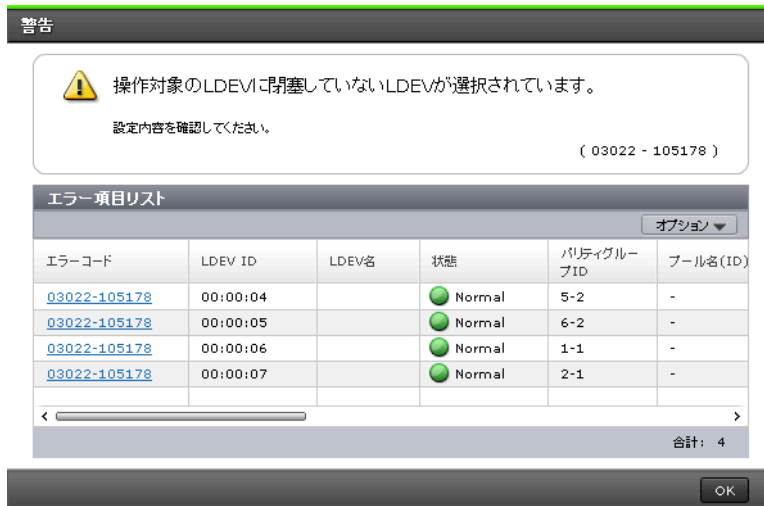 警告
操作対象のLDEVに閉塞していないLDEVが選択されています。
設定内容を確認してください。
( 03022 - 105178 )
エラー項目リスト
オプション
エラーコード LDEV ID LDEV名 状態 パリティグループID プール名(ID)
03022-105178 00:00:04 Normal 5-2 -
03022-105178 00:00:05 Normal 6-2 -
03022-105178 00:00:06 Normal 1-1 -
03022-105178 00:00:07 Normal 2-1 -
合計: 4
OK